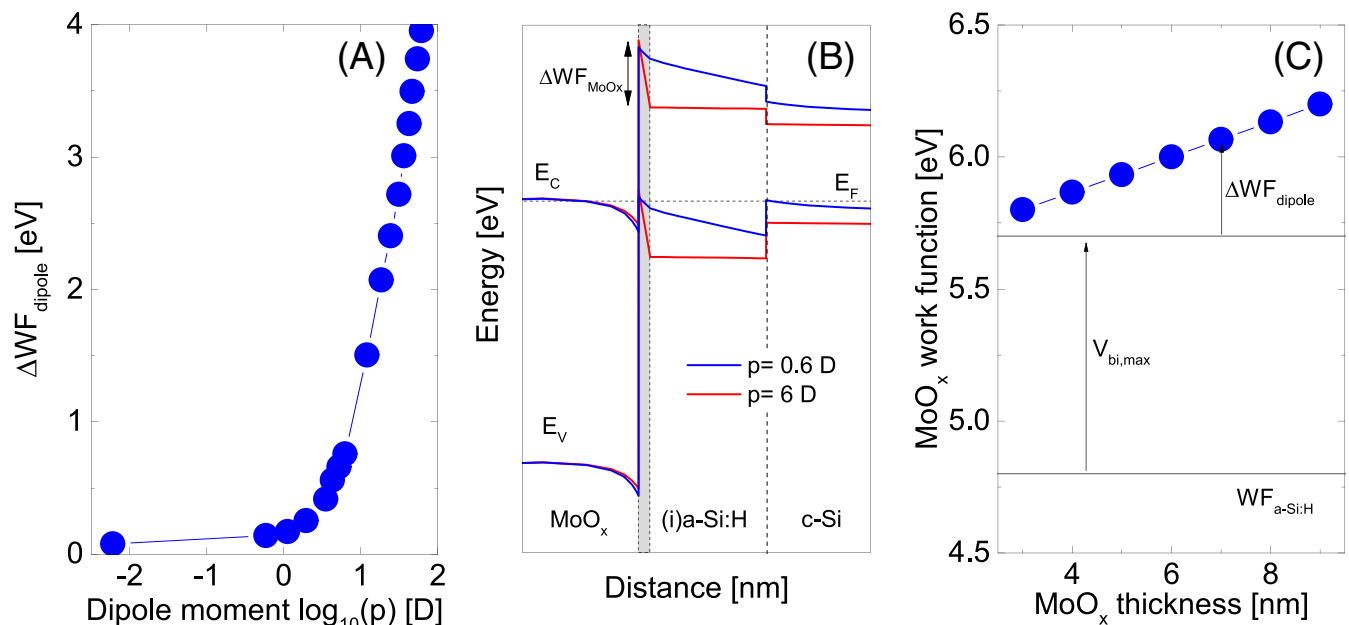 (A)
ΔWF_dipole [eV]
4
3
2
1
0
-2 -1 0 1 2
Dipole moment log₁₀(p) [D]
(B)
Energy [eV]
ΔWF_MoOx
E_C
E_F
p= 0.6 D
p= 6 D
E_V
MoO_x (i)a-Si:H c-Si
Distance [nm]
(C)
MoO_x work function [eV]
6.5
6.0
5.5
5.0
4.5
ΔWF_dipole
V_bi,max
WF_a-Si:H
4 6 8
MoO_x thickness [nm]